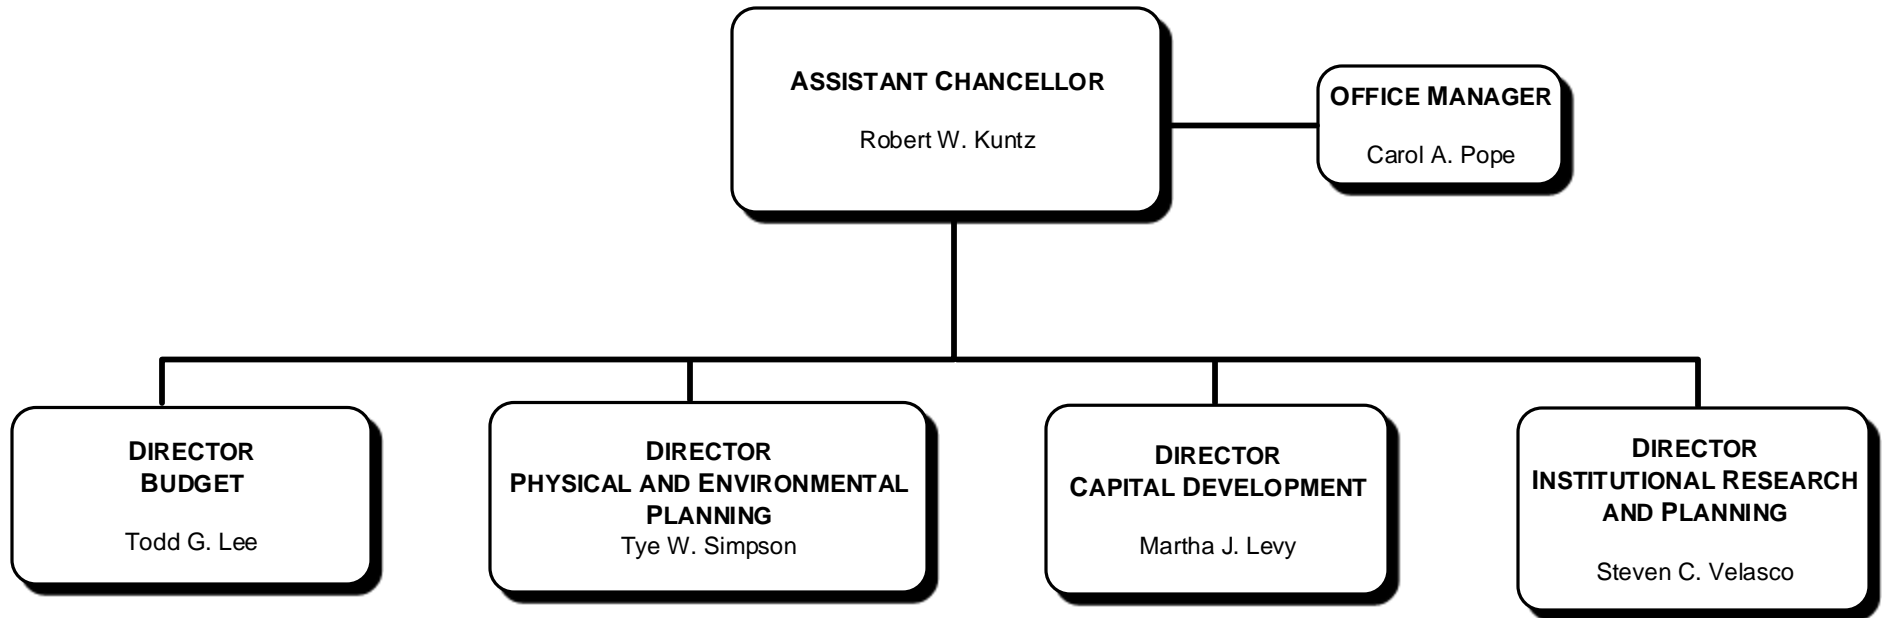 ASSISTANT CHANCELLOR
Robert W. Kuntz
OFFICE MANAGER
Carol A. Pope
DIRECTOR
BUDGET
Todd G. Lee
DIRECTOR
PHYSICAL AND ENVIRONMENTAL
PLANNING
Tye W. Simpson
DIRECTOR
CAPITAL DEVELOPMENT
Martha J. Levy
DIRECTOR
INSTITUTIONAL RESEARCH
AND PLANNING
Steven C. Velasco